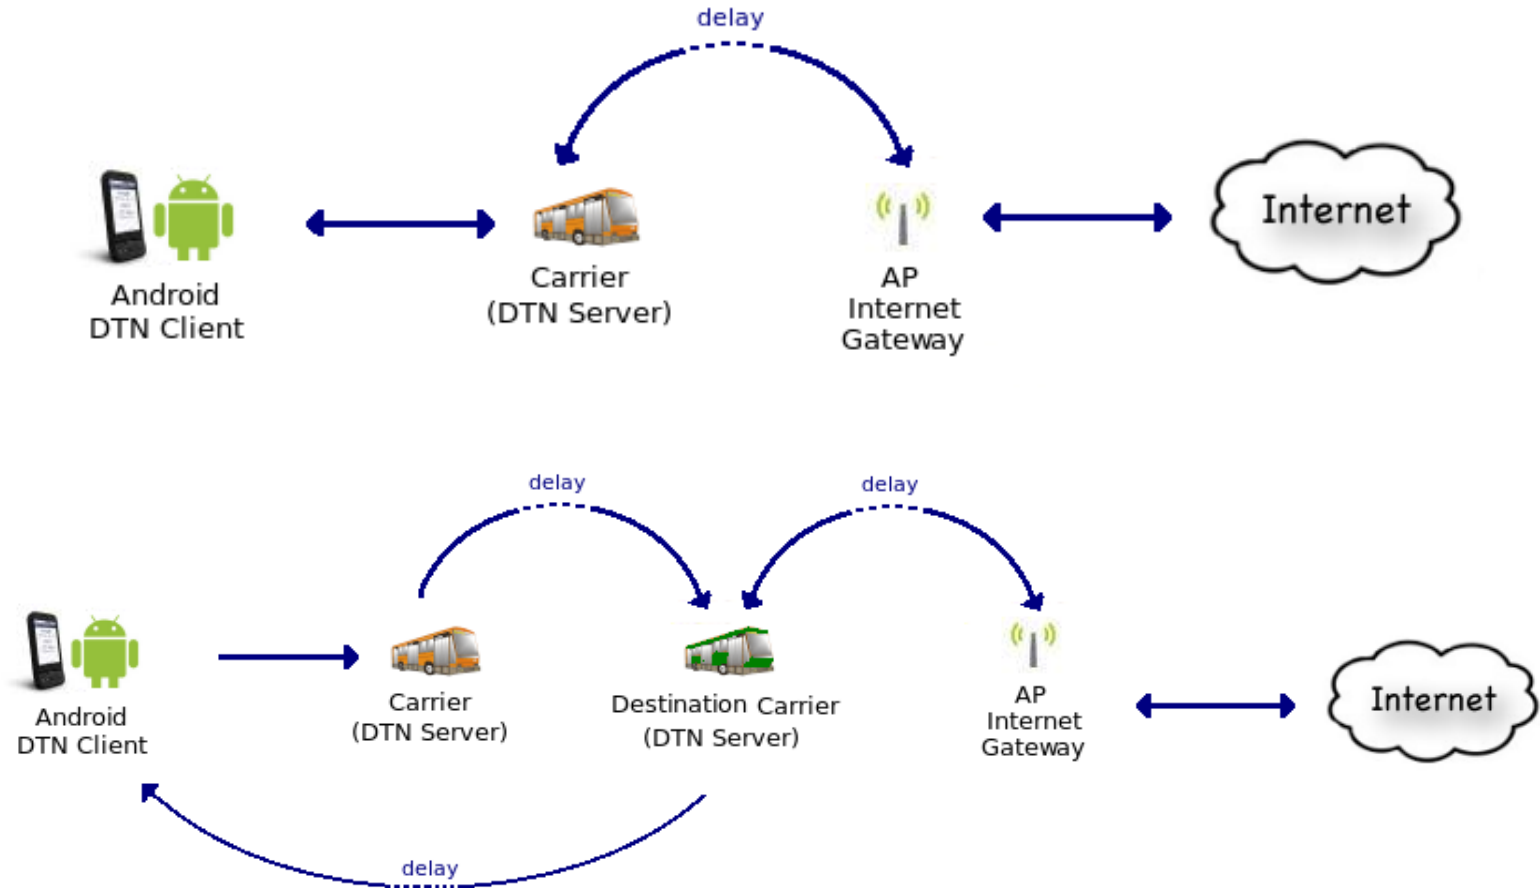 delay
Internet
Android
DTN Client
Carrier
(DTN Server)
AP
Internet
Gateway
delay
delay
Android
DTN Client
Carrier
(DTN Server)
Destination Carrier
(DTN Server)
AP
Internet
Gateway
Internet
delay